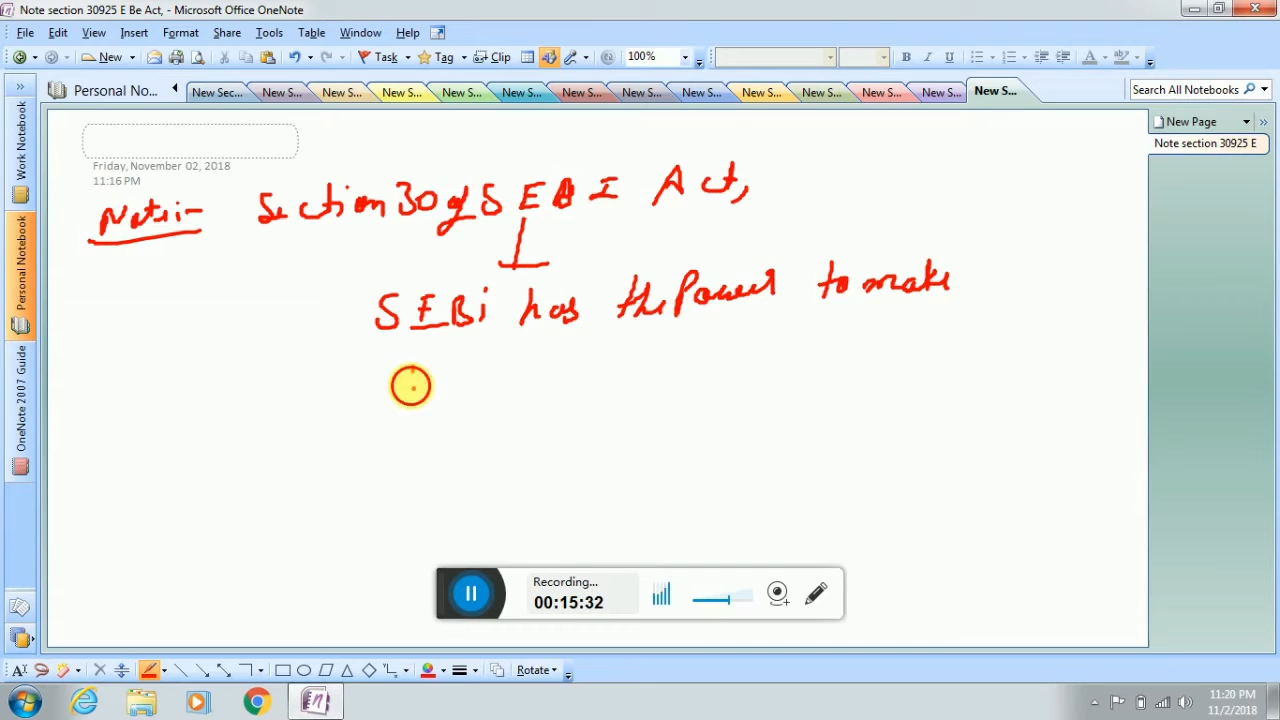 Note section 30925 E Be Act, - Microsoft Office OneNote
File Edit View Insert Format Share Tools Table Window Help
New Task Tag Clip 100%
Personal No... New Sec... New S... New S... New S... New S... New S... New S... New S... New S... New S... New S... New S... New S... New S...
Search All Notebooks
New Page
Note section 30925 E
Work Notebook
Personal Notebook
OneNote 2007 Guide
Friday, November 02, 2018
11:16 PM
Note:- Section 30 of SEBI Act,
SEBi has the Power to make
Recording...
00:15:32
Rotate
11:20 PM
11/2/2018